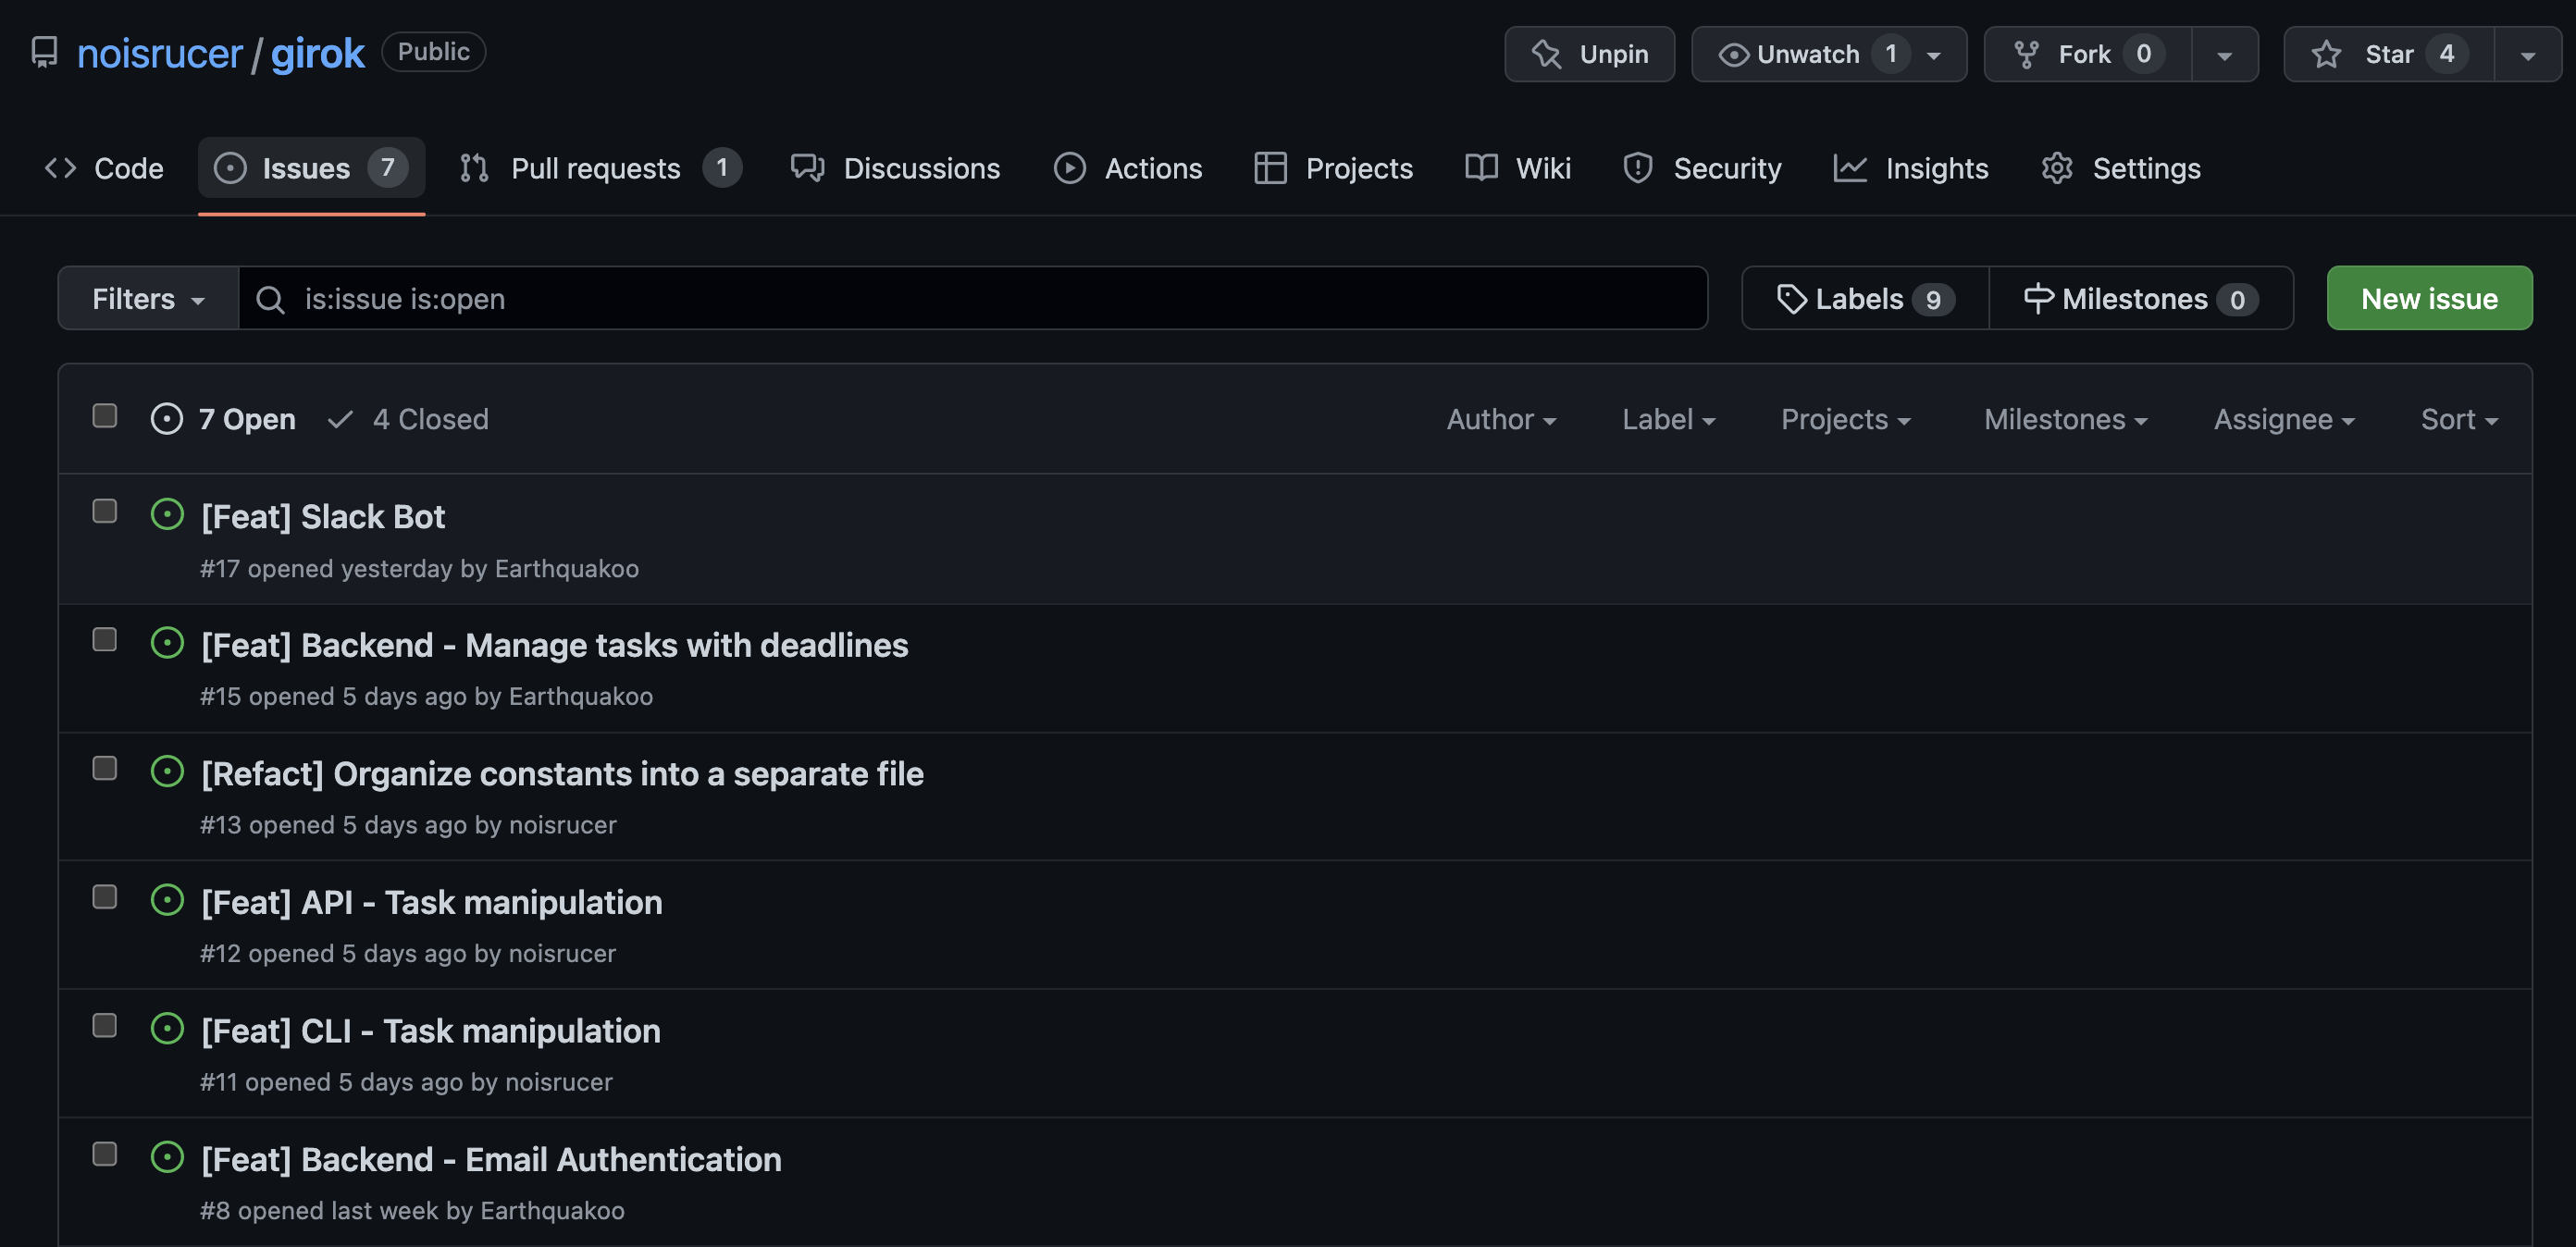 noisrucer / girok Public Unpin Unwatch 1 Fork 0 Star 4
Code Issues 7 Pull requests 1 Discussions Actions Projects Wiki Security Insights Settings
Filters is:issue is:open Labels 9 Milestones 0 New issue
7 Open 4 Closed Author Label Projects Milestones Assignee Sort
[Feat] Slack Bot
#17 opened yesterday by Earthquakoo
[Feat] Backend - Manage tasks with deadlines
#15 opened 5 days ago by Earthquakoo
[Refact] Organize constants into a separate file
#13 opened 5 days ago by noisrucer
[Feat] API - Task manipulation
#12 opened 5 days ago by noisrucer
[Feat] CLI - Task manipulation
#11 opened 5 days ago by noisrucer
[Feat] Backend - Email Authentication
#8 opened last week by Earthquakoo